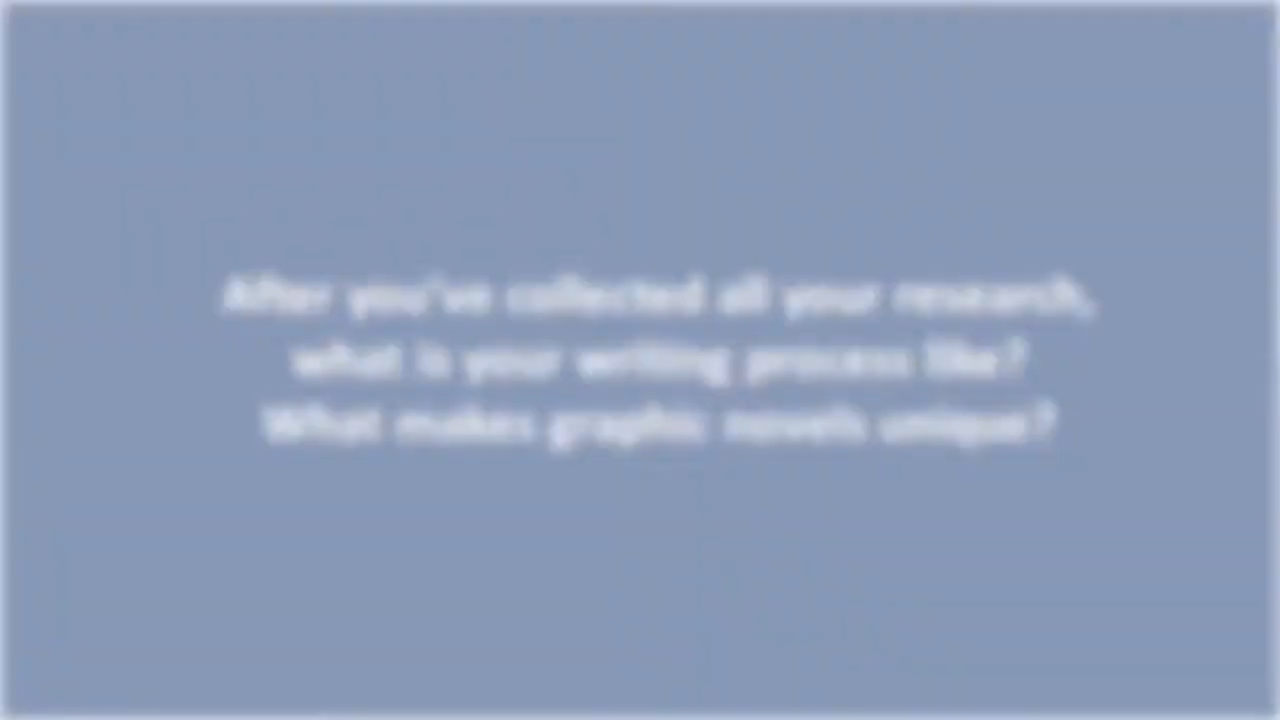 After you've collected all your research,
what is your writing process like?
What makes graphic novels unique?